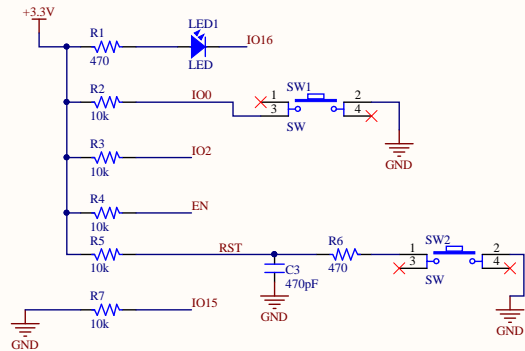 +3.3V
R1
470
LED1
LED
IO16
R2
10k
IO0
SW1
1
3
2
4
SW
GND
R3
10k
IO2
R4
10k
EN
R5
10k
RST
C3
470pF
GND
R6
470
SW2
1
3
2
4
SW
GND
R7
10k
IO15
GND